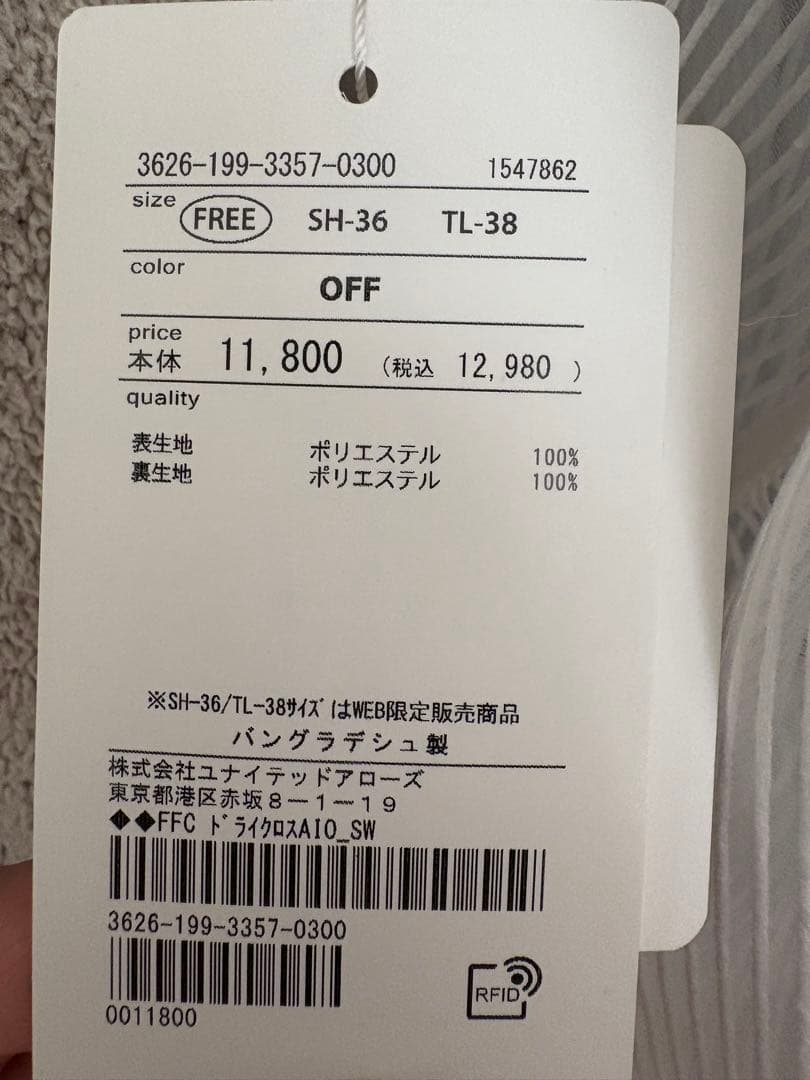 3626-199-3357-0300 1547862
size FREE SH-36 TL-38
color
OFF
price
本体 11,800 (税込 12,980 )
quality
表生地 ポリエステル 100%
裏生地 ポリエステル 100%
※SH-36/TL-38ｻｲｽﾞはWEB限定販売商品
バングラデシュ製
株式会社ユナイテッドアローズ
東京都港区赤坂8－1－19
◆◆FFC ﾄﾞﾗｲｸﾛｽAIO_SW
3626-199-3357-0300
0011800
RFID